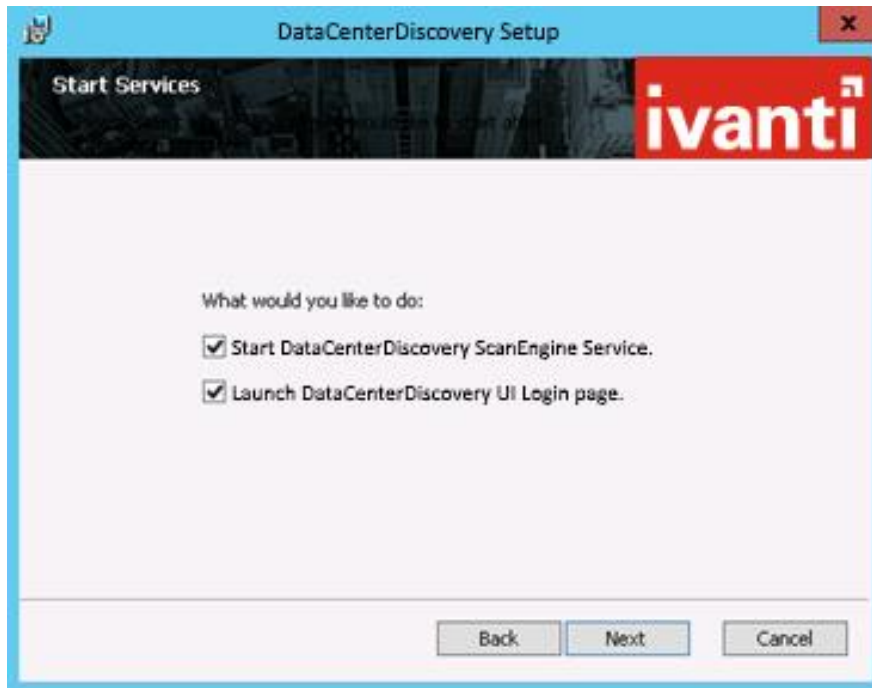 DataCenterDiscovery Setup
Start Services
ivanti
What would you like to do:
Start DataCenterDiscovery ScanEngine Service.
Launch DataCenterDiscovery UI Login page.
Back
Next
Cancel